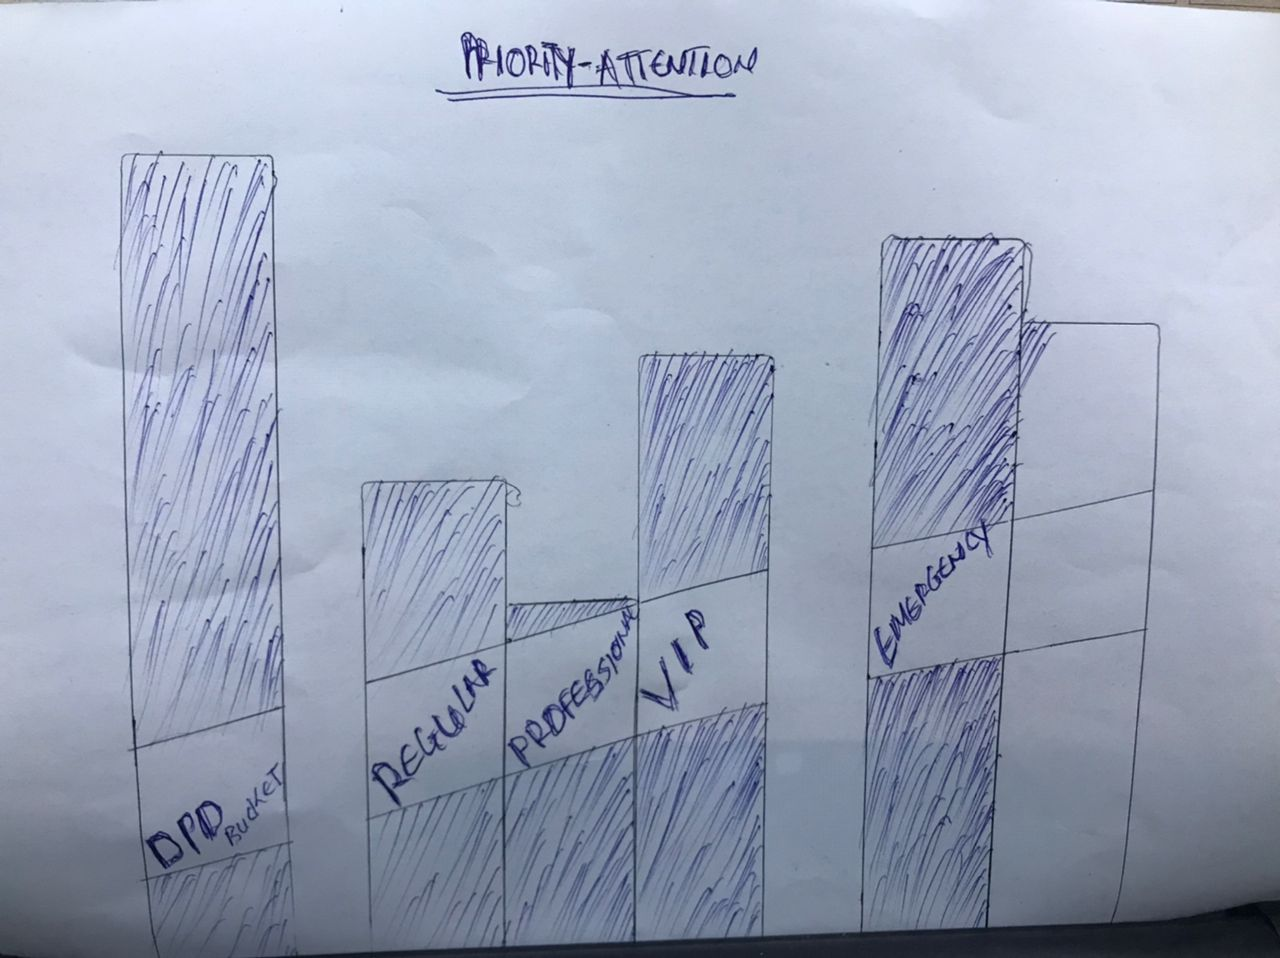 PRIORITY-ATTENTION
DPD BUCKET
REGULAR
PROFESSIONAL
VIP
EMERGENCY